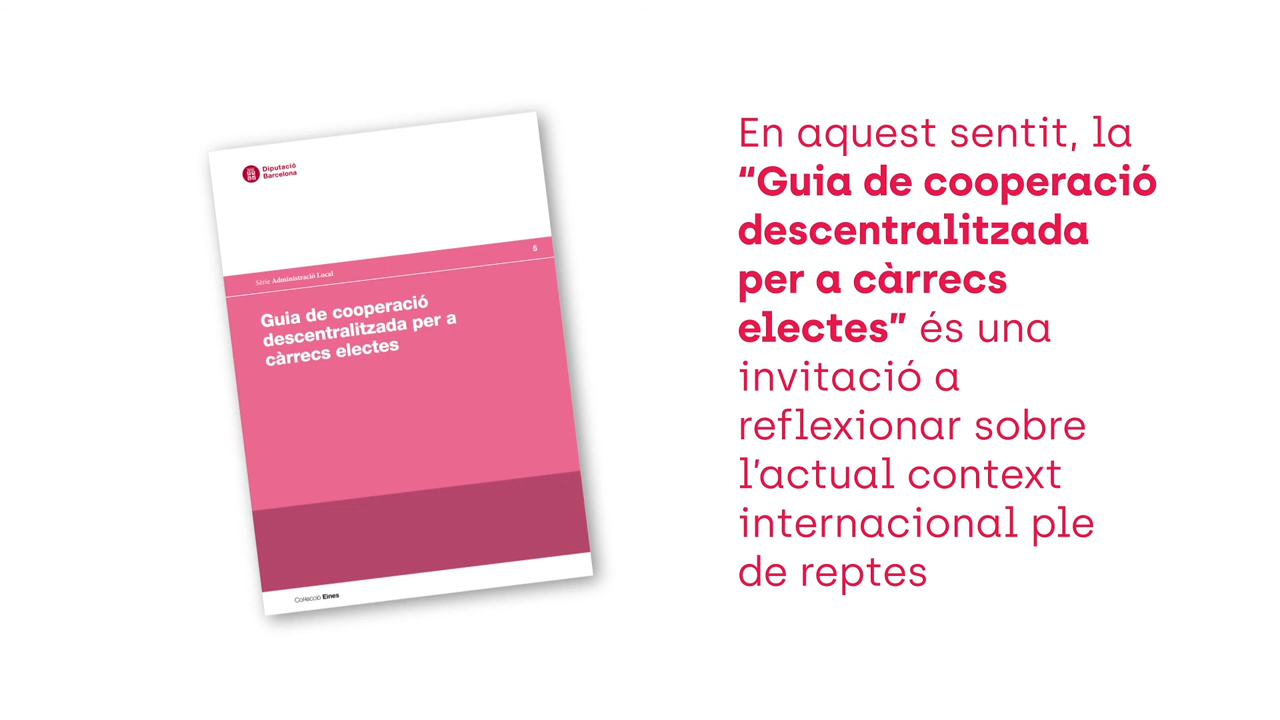 Diputació
Barcelona
5
Sèrie Administració Local
Guia de cooperació
descentralitzada per a
càrrecs electes
Col·lecció Eines
En aquest sentit, la
“Guia de cooperació
descentralitzada
per a càrrecs
electes” és una
invitació a
reflexionar sobre
l’actual context
internacional ple
de reptes